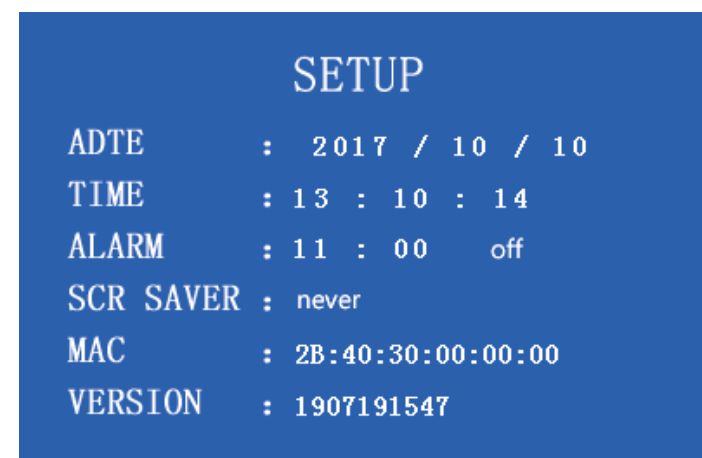 SETUP
ADTE : 2017 / 10 / 10
TIME : 13 : 10 : 14
ALARM : 11 : 00 off
SCR SAVER : never
MAC : 2B:40:30:00:00:00
VERSION : 1907191547